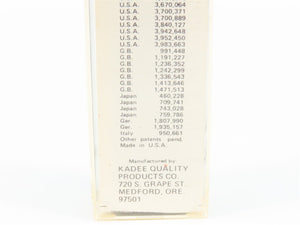 U.S.A. 3,670,064
U.S.A. 3,700,371
U.S.A. 3,700,889
U.S.A. 3,840,127
U.S.A. 3,942,648
U.S.A. 3,952,450
U.S.A. 3,983,663
G.B. 991,448
G.B. 1,191,227
G.B. 1,236,352
G.B. 1,242,299
G.B. 1,336,543
G.B. 1,413,646
G.B. 1,471,513
Japan 460,228
Japan 709,741
Japan 743,028
Japan 759,786
Ger. 1,807,990
Ger. 1,935,157
Italy 950,661
Other patents pend.
Made in U.S.A.
Manufactured by:
KADEE QUALITY
PRODUCTS CO.
720 S. GRAPE ST.
MEDFORD, ORE.
97501